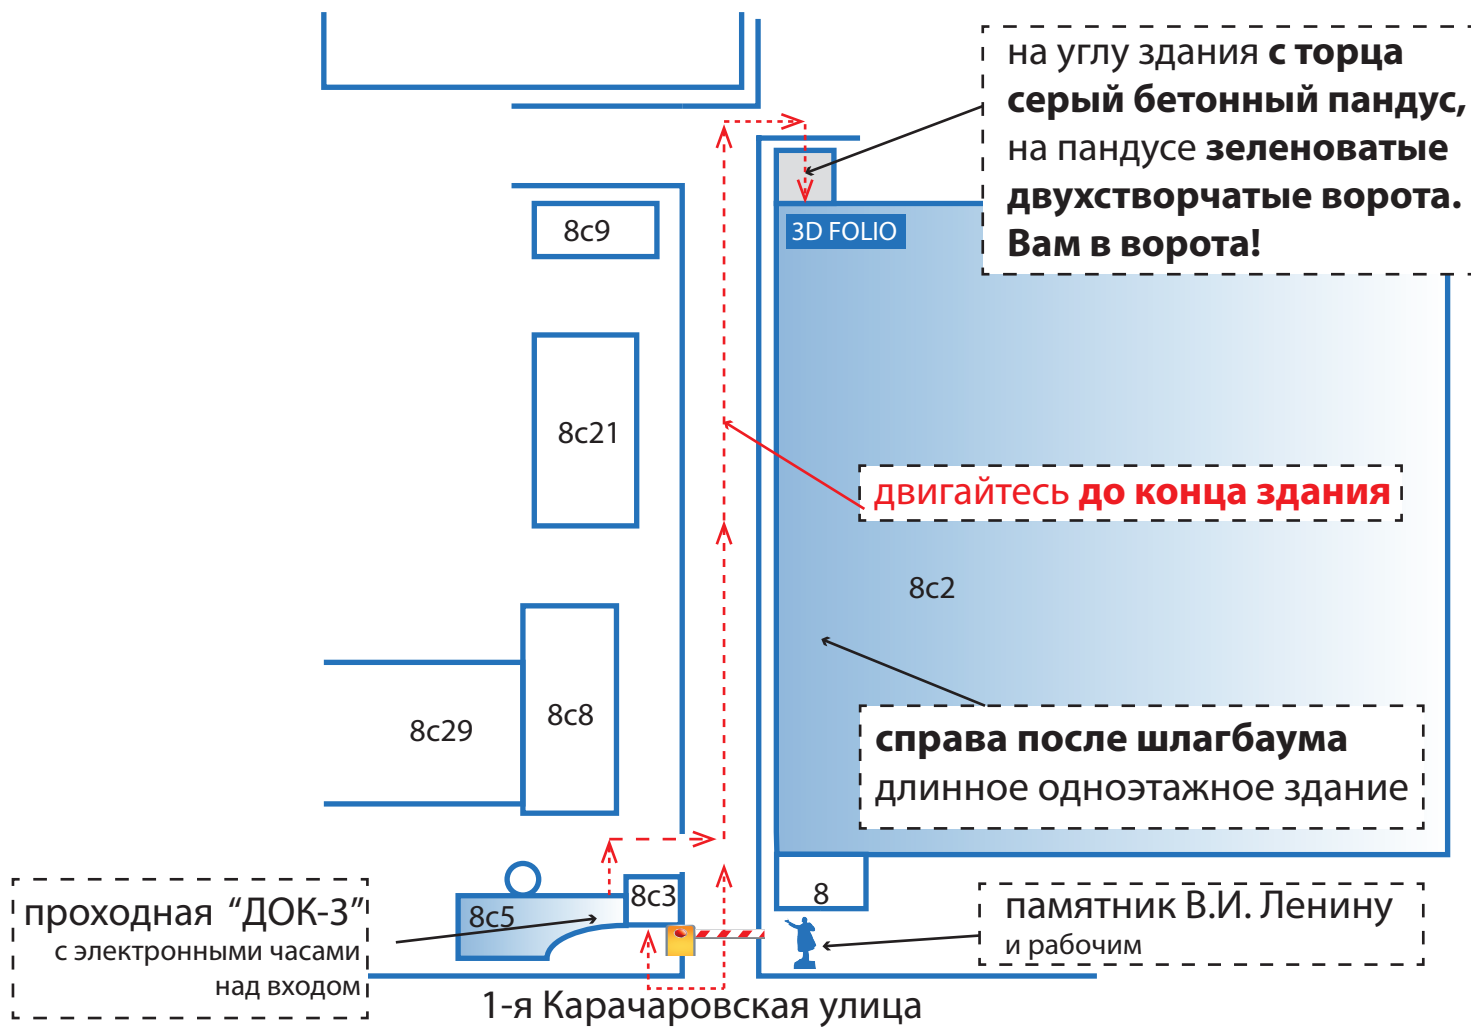 на углу здания с торца
серый бетонный пандус,
на пандусе зеленоватые
двухстворчатые ворота.
Вам в ворота!
8с9
3D FOLIO
8с21
двигайтесь до конца здания
8с2
8с29
8с8
справа после шлагбаума
длинное одноэтажное здание
8с3
8с5
8
проходная “ДОК-3”
с электронными часами
над входом
памятник В.И. Ленину
и рабочим
1-я Карачаровская улица